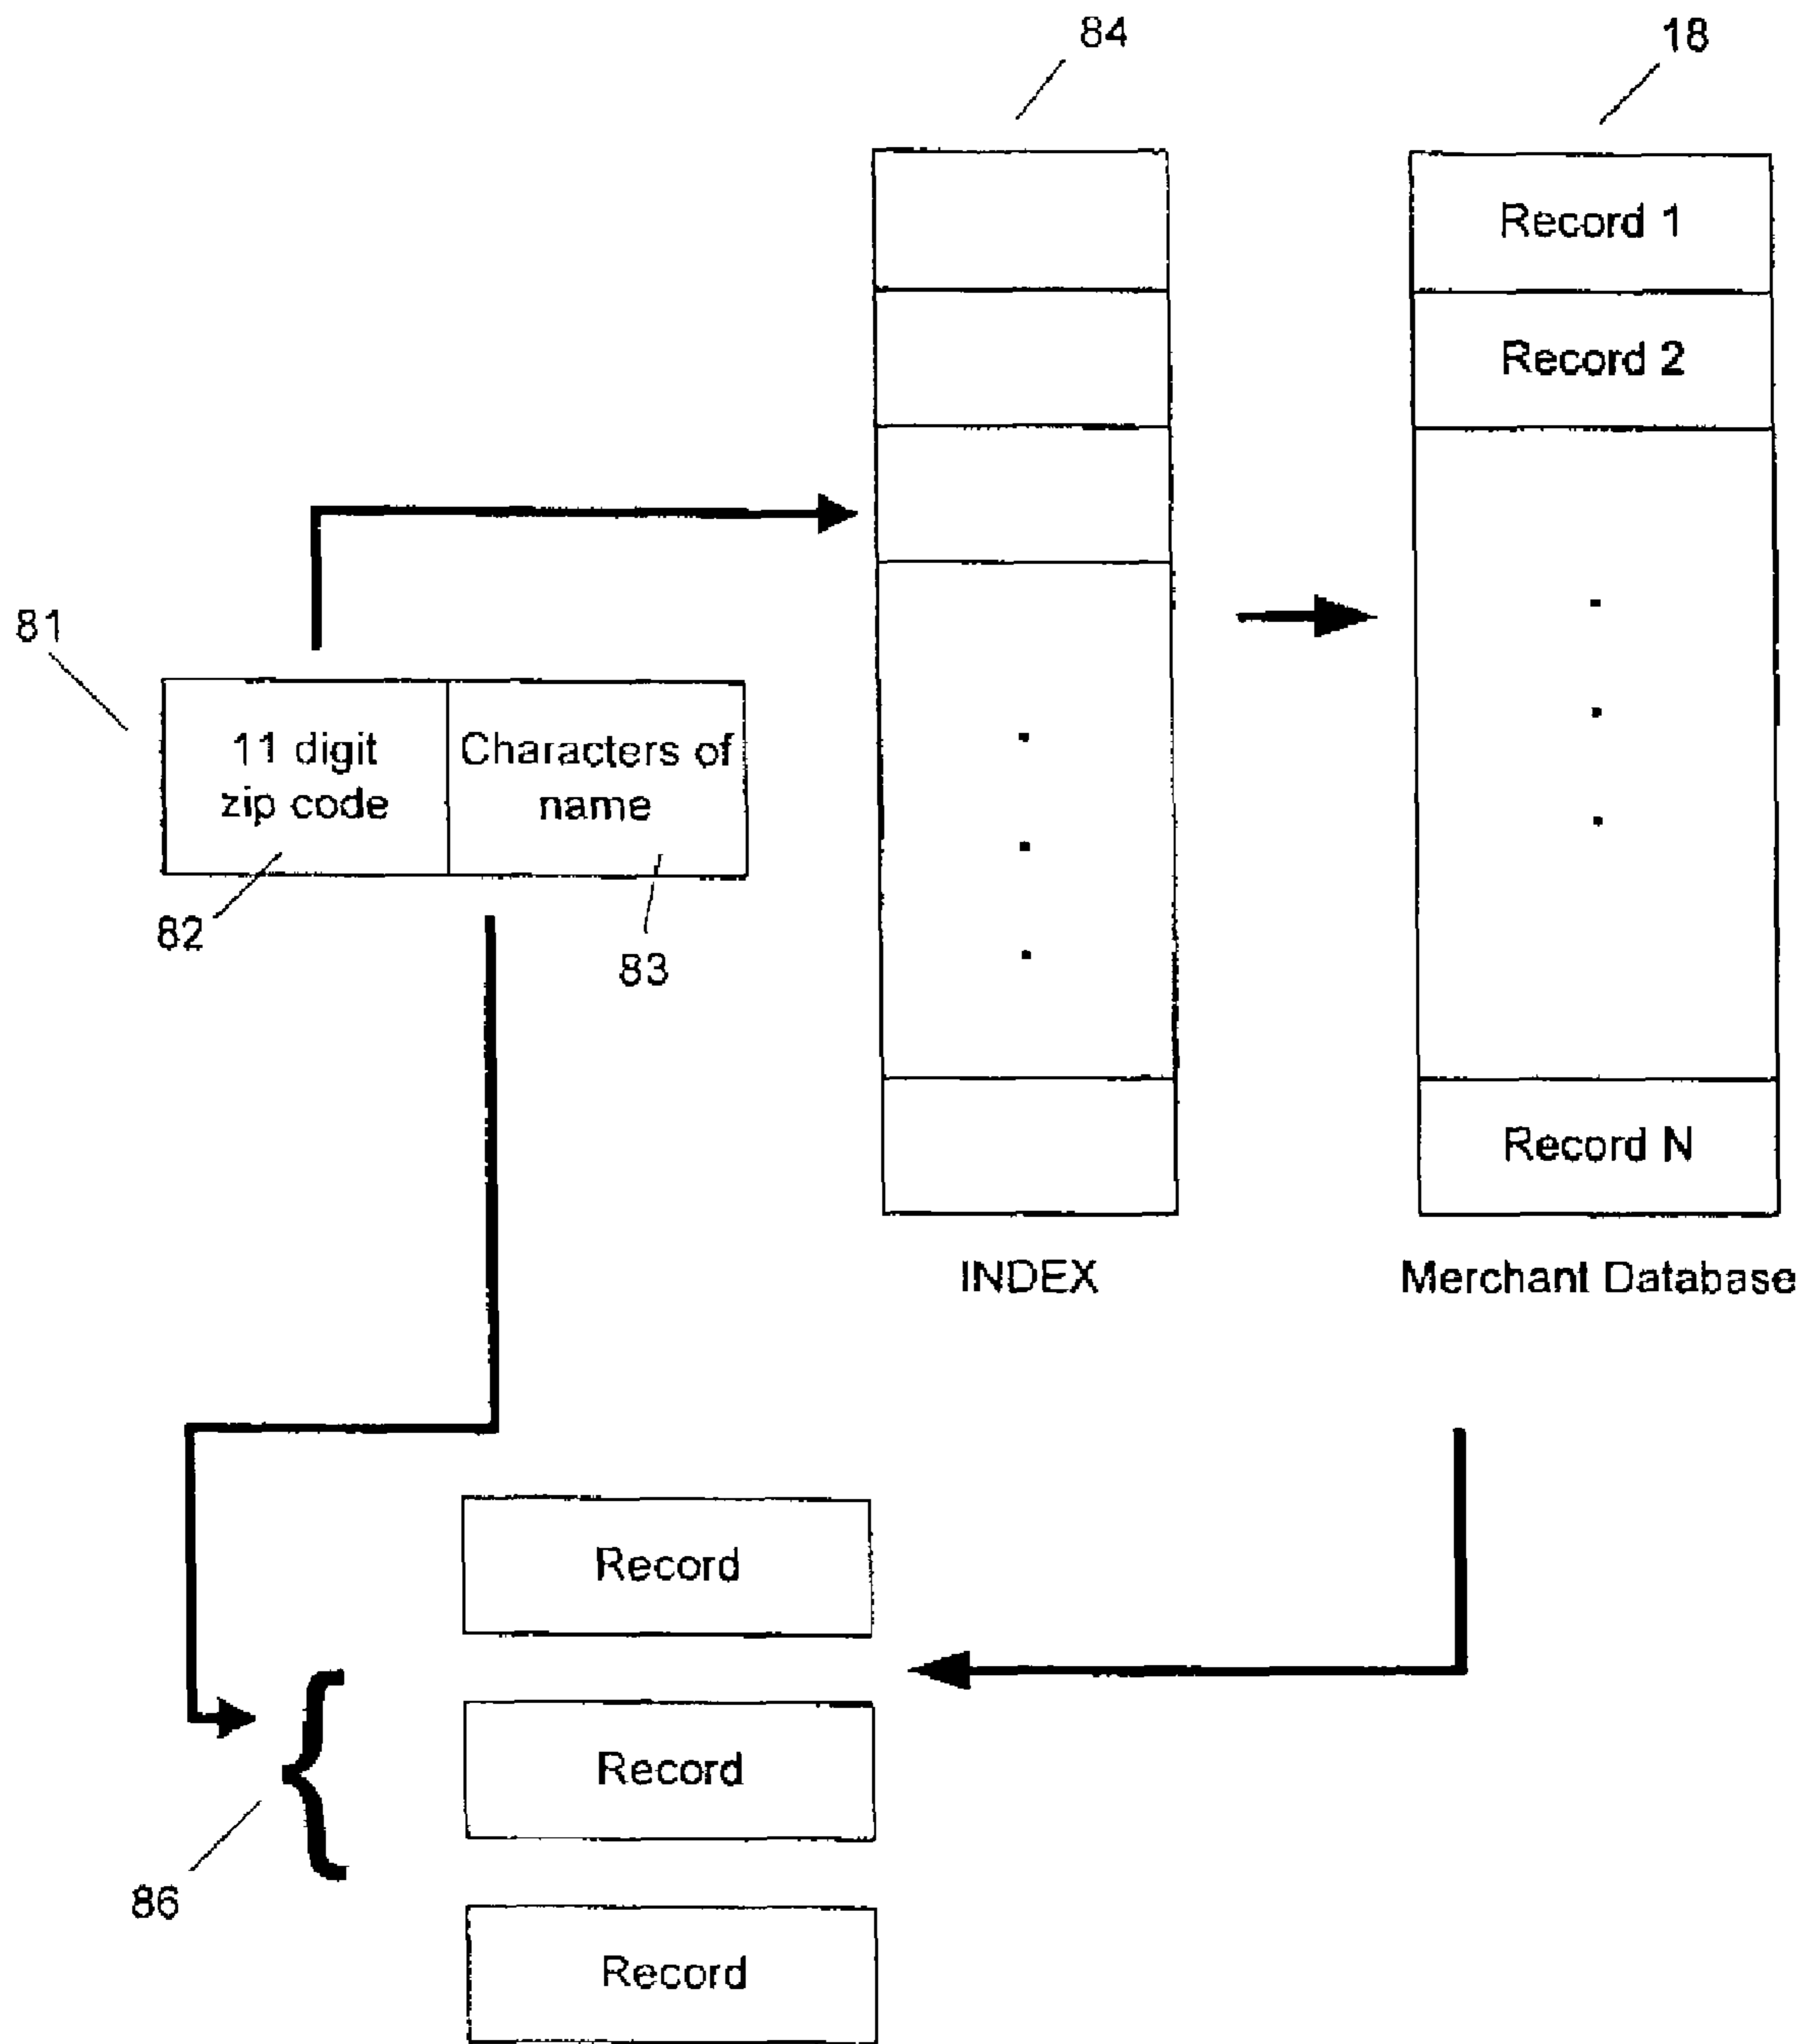 84
18
Record 1
Record 2
81
11 digit
zip code
Characters of
name
82
83
Record N
INDEX
Merchant Database
Record
Record
86
Record